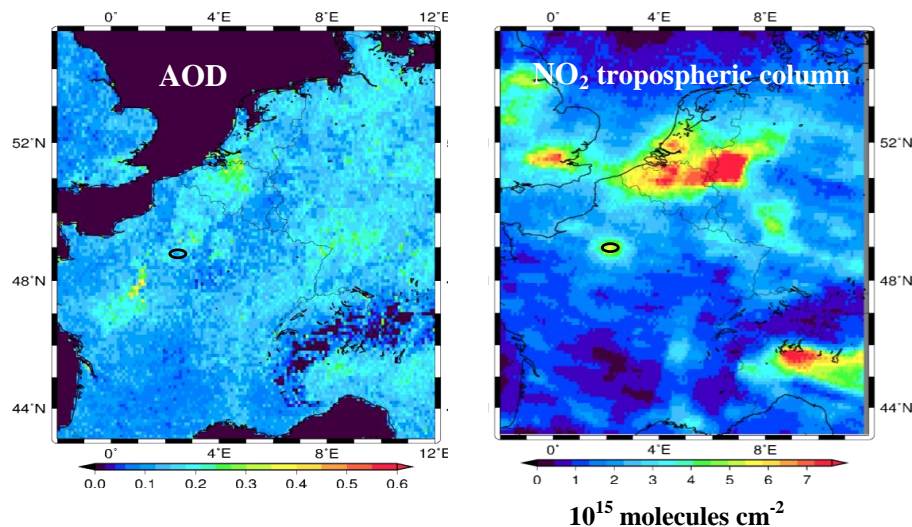 0° 4°E 8°E 12°E
0° 4°E 8°E
AOD
NO₂ tropospheric column
52°N
52°N
48°N
48°N
44°N
44°N
0° 4°E 8°E 12°E
0° 4°E 8°E
0.0 0.1 0.2 0.3 0.4 0.5 0.6
0 1 2 3 4 5 6 7
10¹⁵ molecules cm⁻²